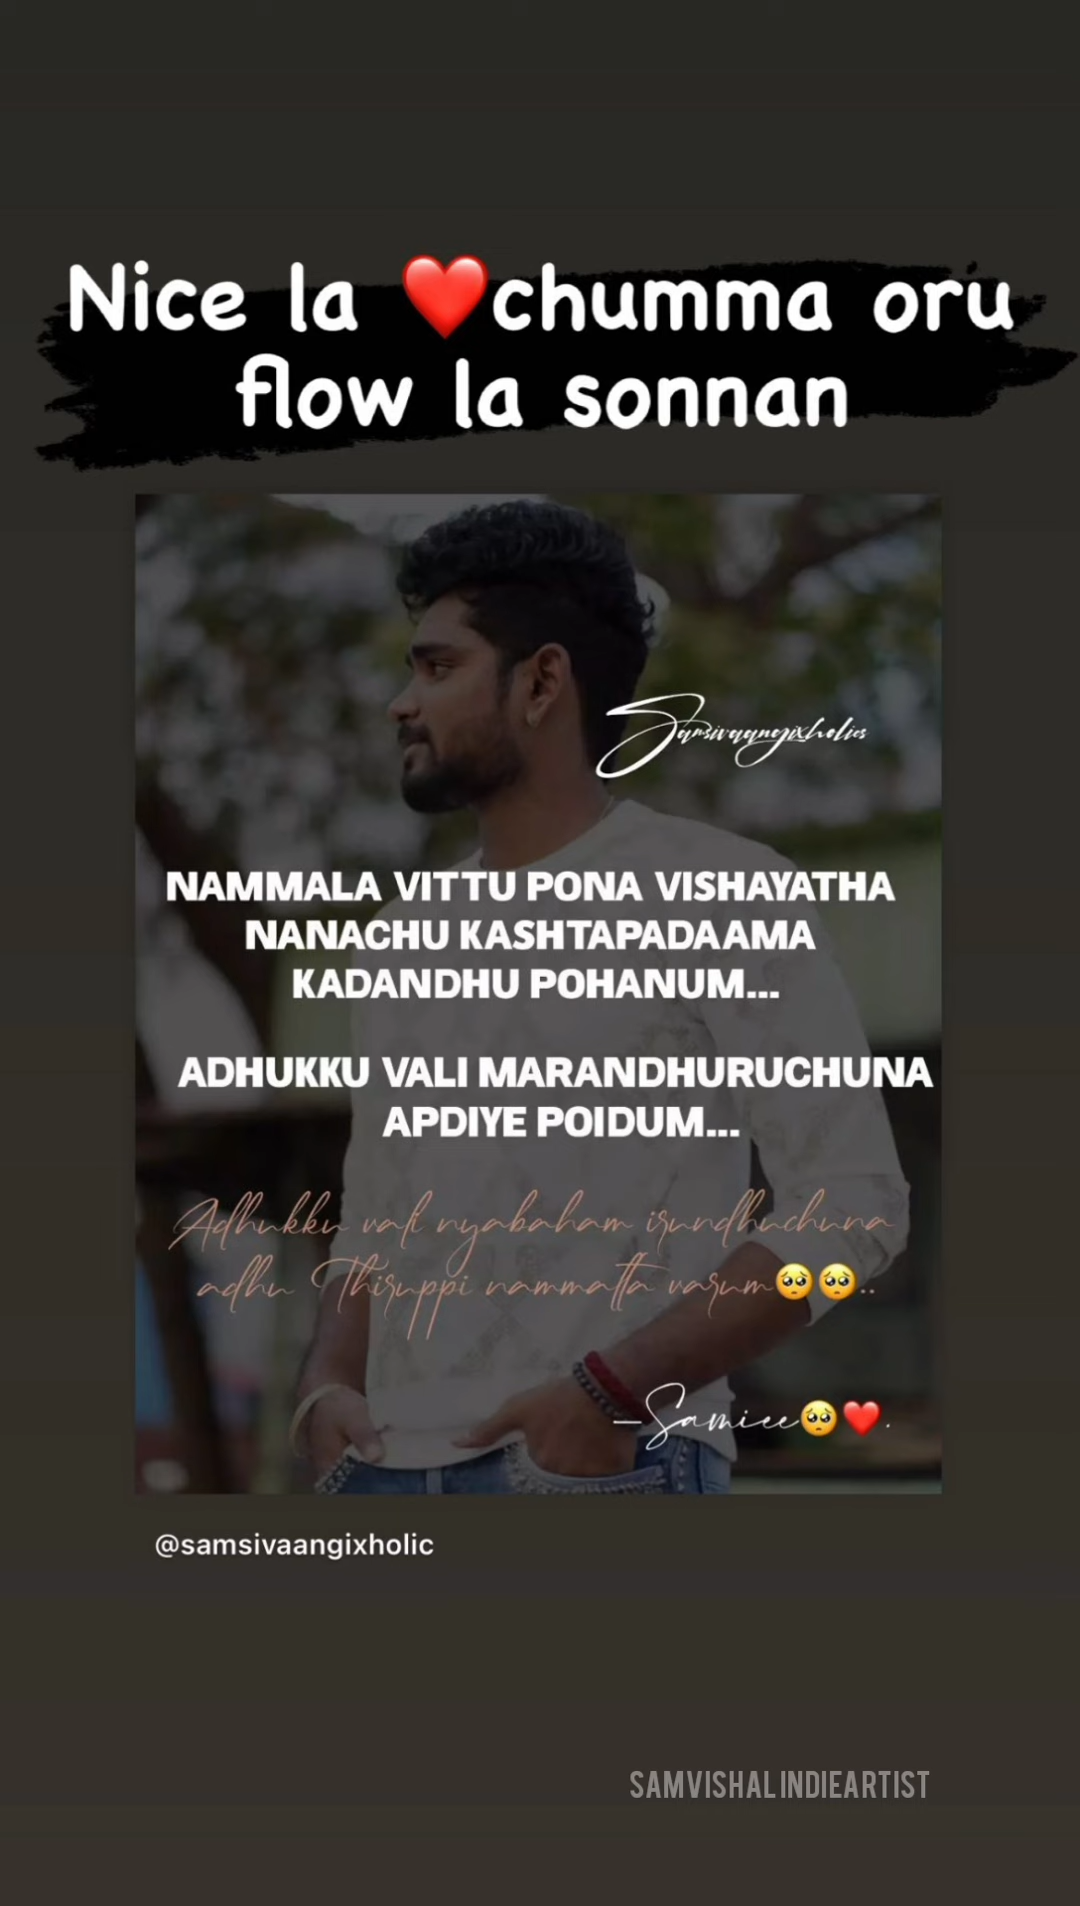 Nice la ❤️chumma oru
flow la sonnan
Samsivaangixholics
NAMMALA VITTU PONA VISHAYATHA
NANACHU KASHTAPADAAMA
KADANDHU POHANUM...
ADHUKKU VALI MARANDHURUCHUNA
APDIYE POIDUM...
Adhukku vali nyabaham irundhuchuna
adhu Thiruppi nammatta varum🥺🥺..
—Samiee🥺❤️.
@samsivaangixholic
SAMVISHALINDIEARTIST